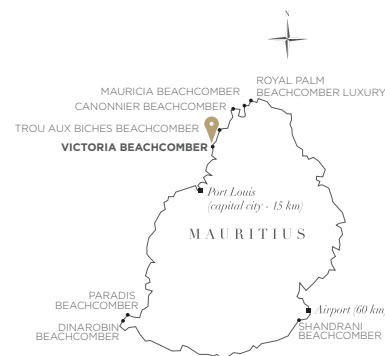 N
ROYAL PALM
BEACHCOMBER LUXURY
MAURICIA BEACHCOMBER
CANONNIER BEACHCOMBER
TROU AUX BICHES BEACHCOMBER
VICTORIA BEACHCOMBER
Port Louis
(capital city - 15 km)
MAURITIUS
PARADIS
BEACHCOMBER
DINAROBIN
BEACHCOMBER
Airport (60 km
SHANDRANI
BEACHCOMBER